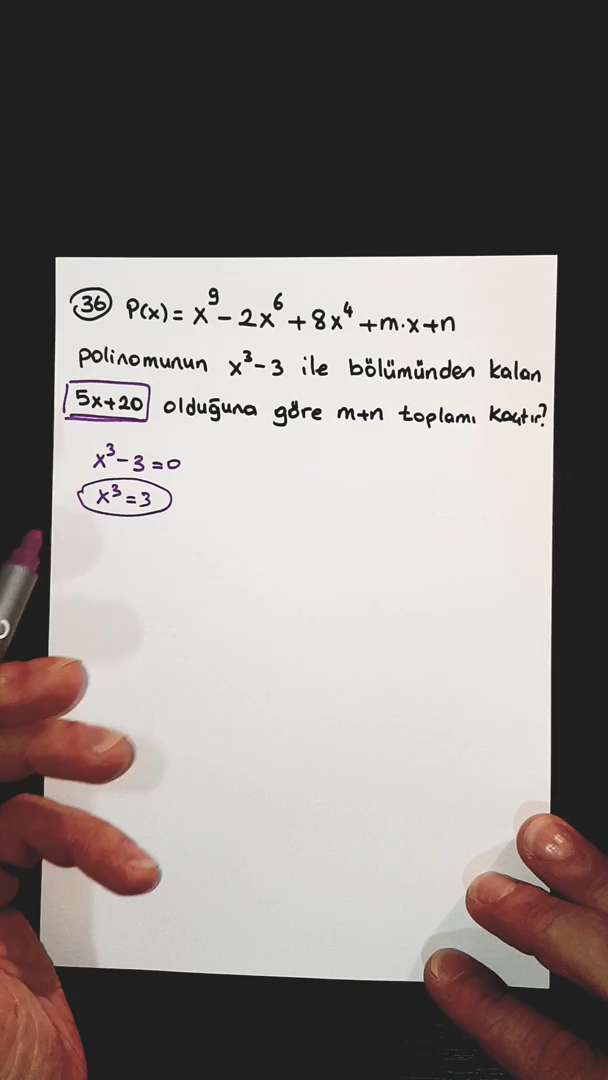 36 P(x) = x⁹ - 2x⁶ + 8x⁴ + m·x + n
polinomunun x³-3 ile bölümünden kalan
5x+20 olduğuna göre m+n toplamı kaçtır?
x³-3=0
x³=3